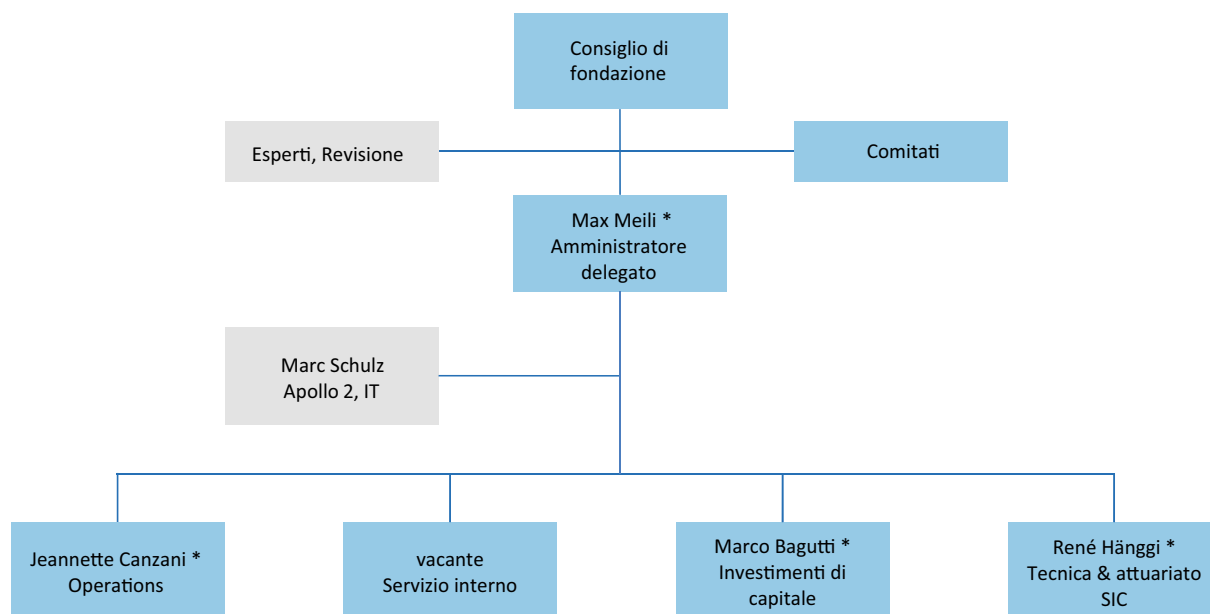 Consiglio di
fondazione
Esperti, Revisione
Comitati
Max Meili *
Amministratore
delegato
Marc Schulz
Apollo 2, IT
Jeannette Canzani *
Operations
vacante
Servizio interno
Marco Bagutti *
Investimenti di
capitale
René Hänggi *
Tecnica & attuariato
SIC